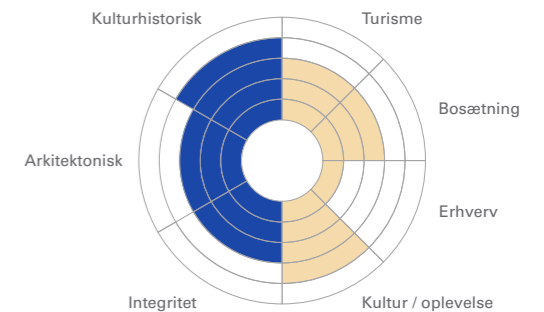 Kulturhistorisk
Turisme
Bosætning
Arkitektonisk
Erhverv
Integritet
Kultur / oplevelse